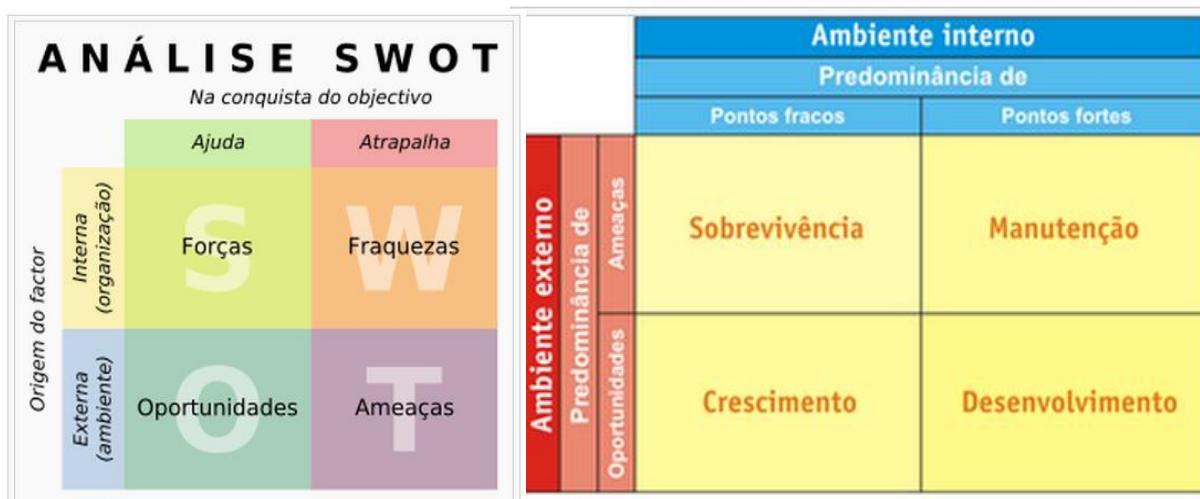 ANÁLISE SWOT
Na conquista do objectivo
Ajuda
Atrapalha
Origem do factor
Interna
(organização)
S
Forças
W
Fraquezas
Externa
(ambiente)
O
Oportunidades
T
Ameaças
Ambiente interno
Predominância de
Pontos fracos
Pontos fortes
Ambiente externo
Predominância de
Ameaças
Sobrevivência
Manutenção
Oportunidades
Crescimento
Desenvolvimento